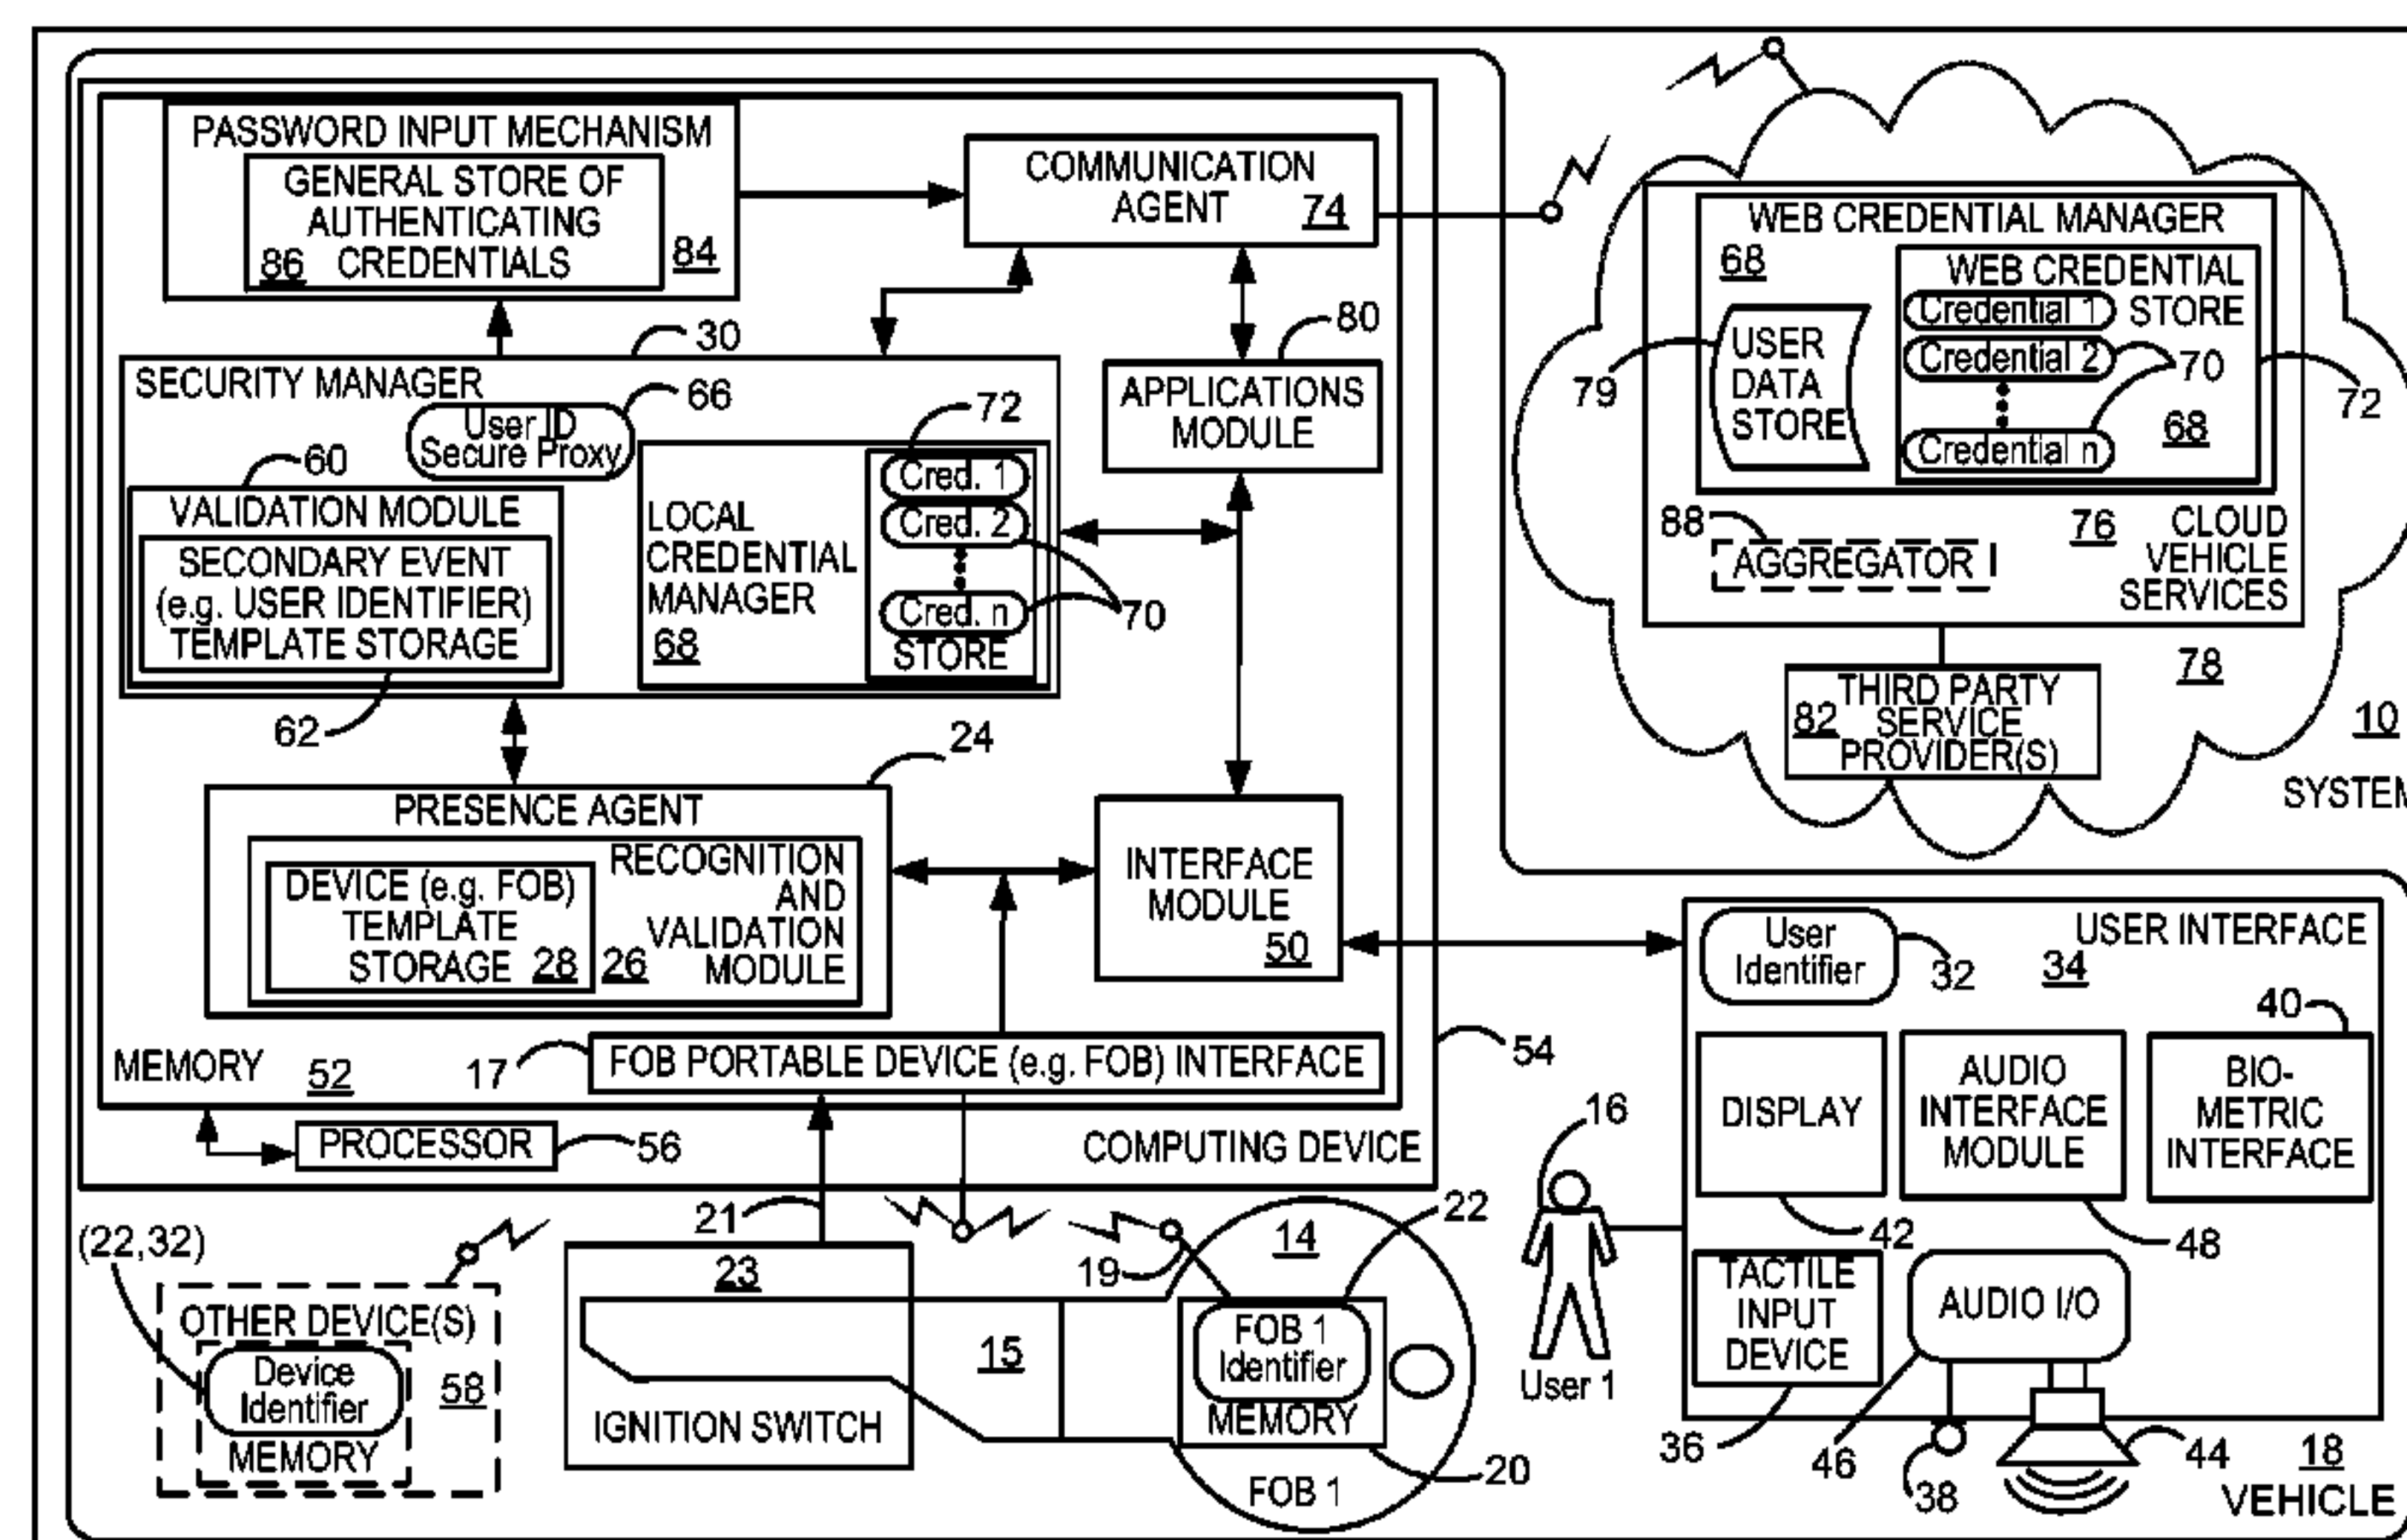 PASSWORD INPUT MECHANISM
GENERAL STORE OF
AUTHENTICATING
86 CREDENTIALS
84
COMMUNICATION
AGENT 74
30
SECURITY MANAGER
66
User ID
Secure Proxy
60
VALIDATION MODULE
SECONDARY EVENT
(e.g. USER IDENTIFIER)
TEMPLATE STORAGE
62
LOCAL
CREDENTIAL
MANAGER
68
72
Cred. 1
Cred. 2
Cred. n
STORE
70
80
APPLICATIONS
MODULE
24
PRESENCE AGENT
RECOGNITION
AND
VALIDATION
MODULE
26
DEVICE (e.g. FOB)
TEMPLATE
STORAGE 28
INTERFACE
MODULE
50
17
FOB PORTABLE DEVICE (e.g. FOB) INTERFACE
MEMORY 52
54
PROCESSOR
56
COMPUTING DEVICE
WEB CREDENTIAL MANAGER
68
WEB CREDENTIAL
STORE
Credential 1
Credential 2
Credential n
70
68
72
79
USER
DATA
STORE
88
AGGREGATOR
76
CLOUD
VEHICLE
SERVICES
78
THIRD PARTY
82 SERVICE
PROVIDER(S)
10
SYSTEM
User
Identifier
32
USER INTERFACE
34
40
DISPLAY
42
AUDIO
INTERFACE
MODULE
48
BIO-
METRIC
INTERFACE
16
User 1
TACTILE
INPUT
DEVICE
36
AUDIO I/O
46
38
44
18
VEHICLE
(22,32)
OTHER DEVICE(S)
Device
Identifier
58
MEMORY
21
23
IGNITION SWITCH
15
19
14
22
FOB 1
Identifier
MEMORY
20
FOB 1